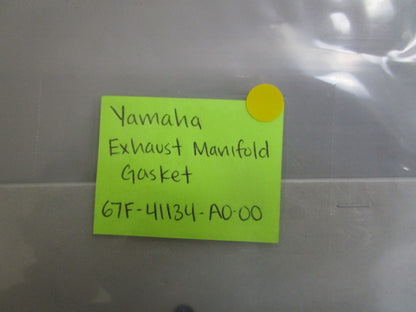 Yamaha
Exhaust Manifold
Gasket
67F-41134-A0-00